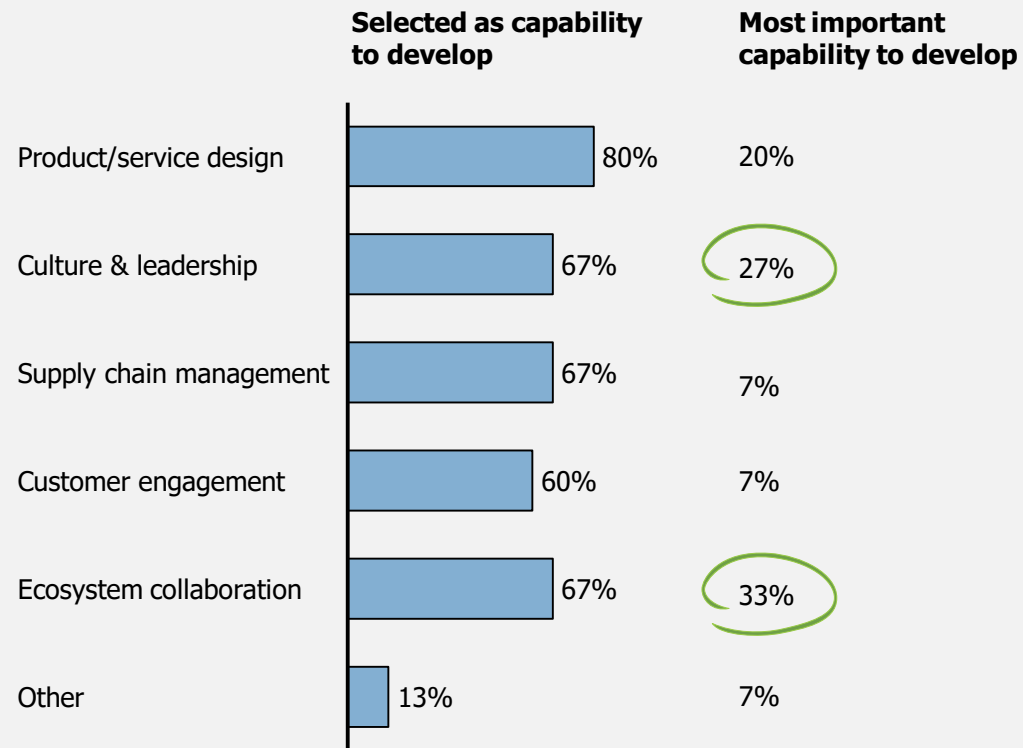 Selected as capability
to develop
Most important
capability to develop
Product/service design
80%
20%
Culture & leadership
67%
27%
Supply chain management
67%
7%
Customer engagement
60%
7%
Ecosystem collaboration
67%
33%
Other
13%
7%